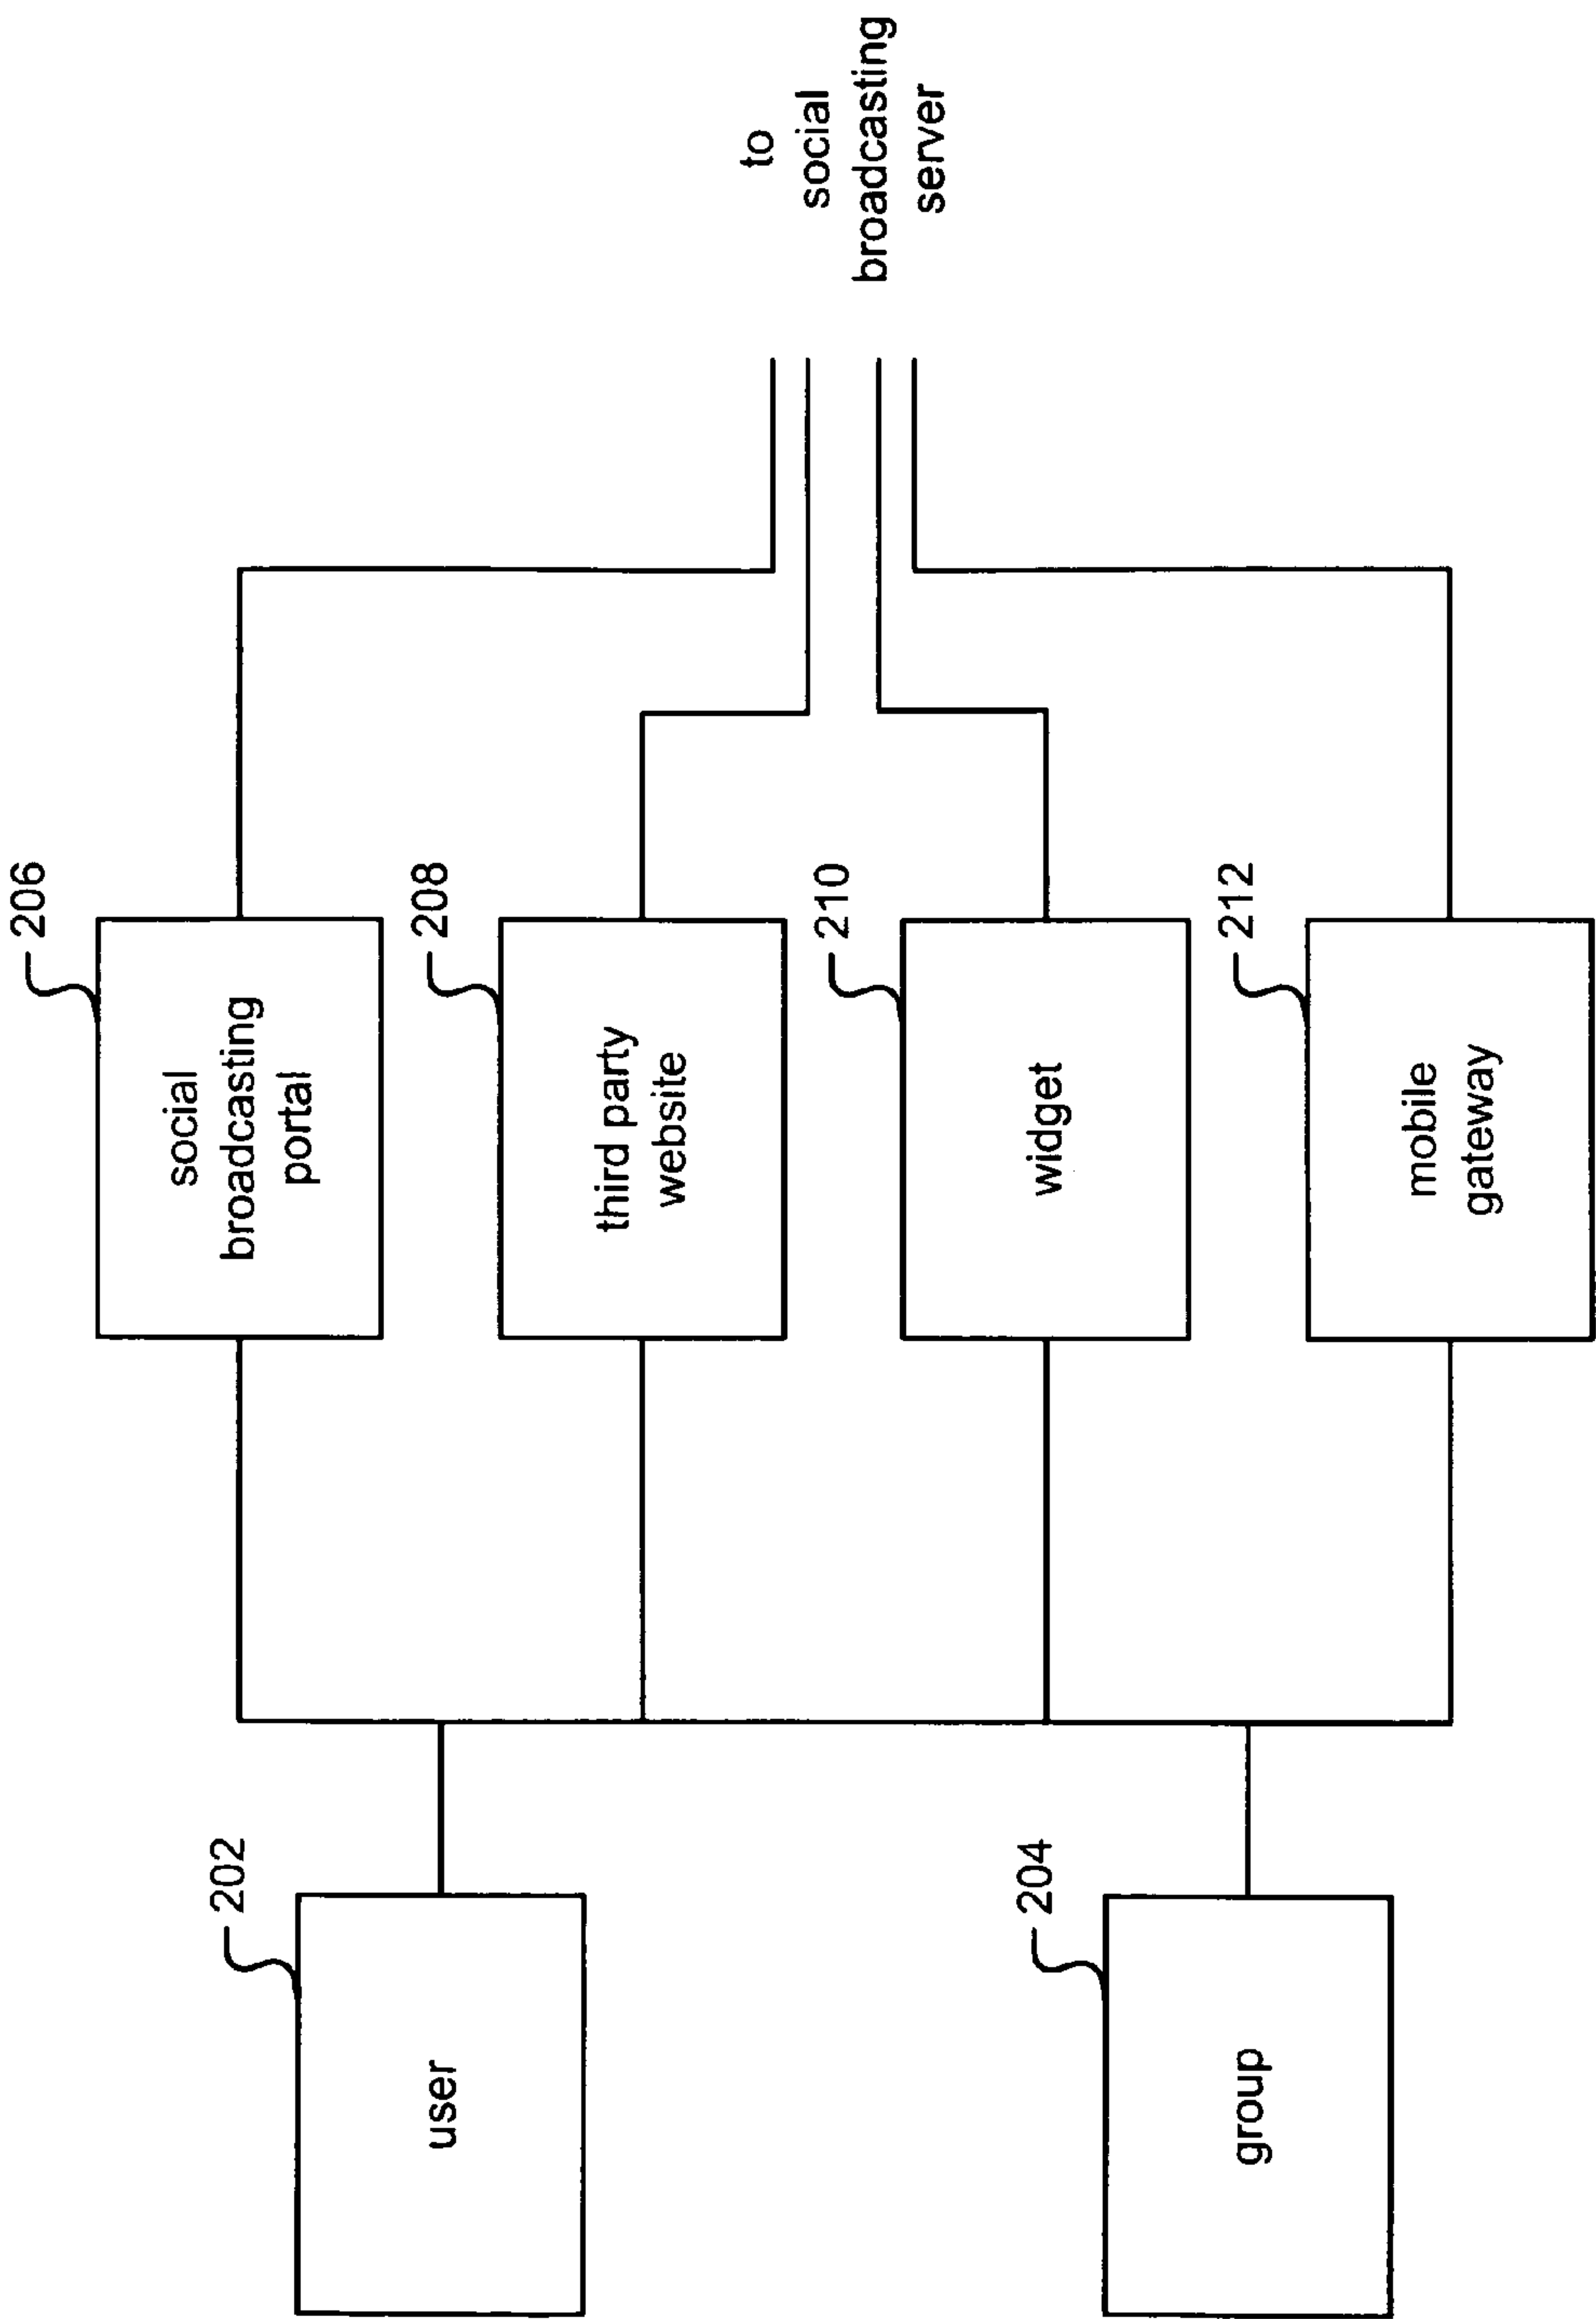 202
user
204
group
206
social
broadcasting
portal
208
third party
website
210
widget
212
mobile
gateway
to
social
broadcasting
server